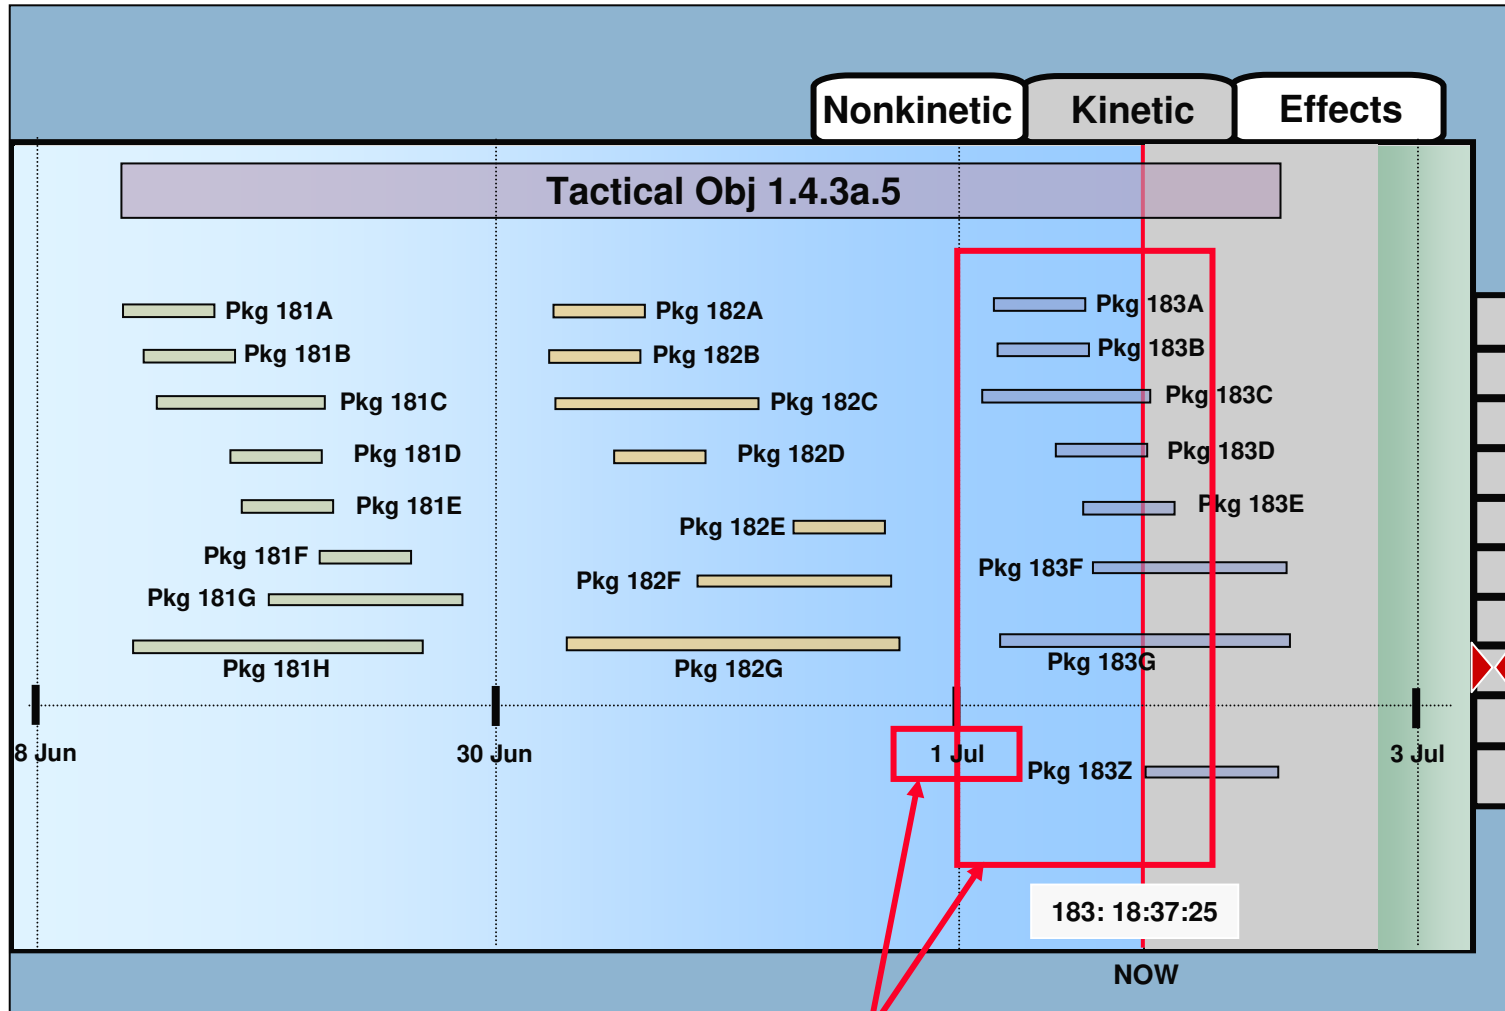 Nonkinetic
Kinetic
Effects
Tactical Obj 1.4.3a.5
Pkg 181A
Pkg 182A
Pkg 183A
Pkg 181B
Pkg 182B
Pkg 183B
Pkg 181C
Pkg 182C
Pkg 183C
Pkg 181D
Pkg 182D
Pkg 183D
Pkg 181E
Pkg 182E
Pkg 183E
Pkg 181F
Pkg 182F
Pkg 183F
Pkg 181G
Pkg 181H
Pkg 182G
Pkg 183G
8 Jun
30 Jun
1 Jul
3 Jul
Pkg 183Z
183: 18:37:25
NOW